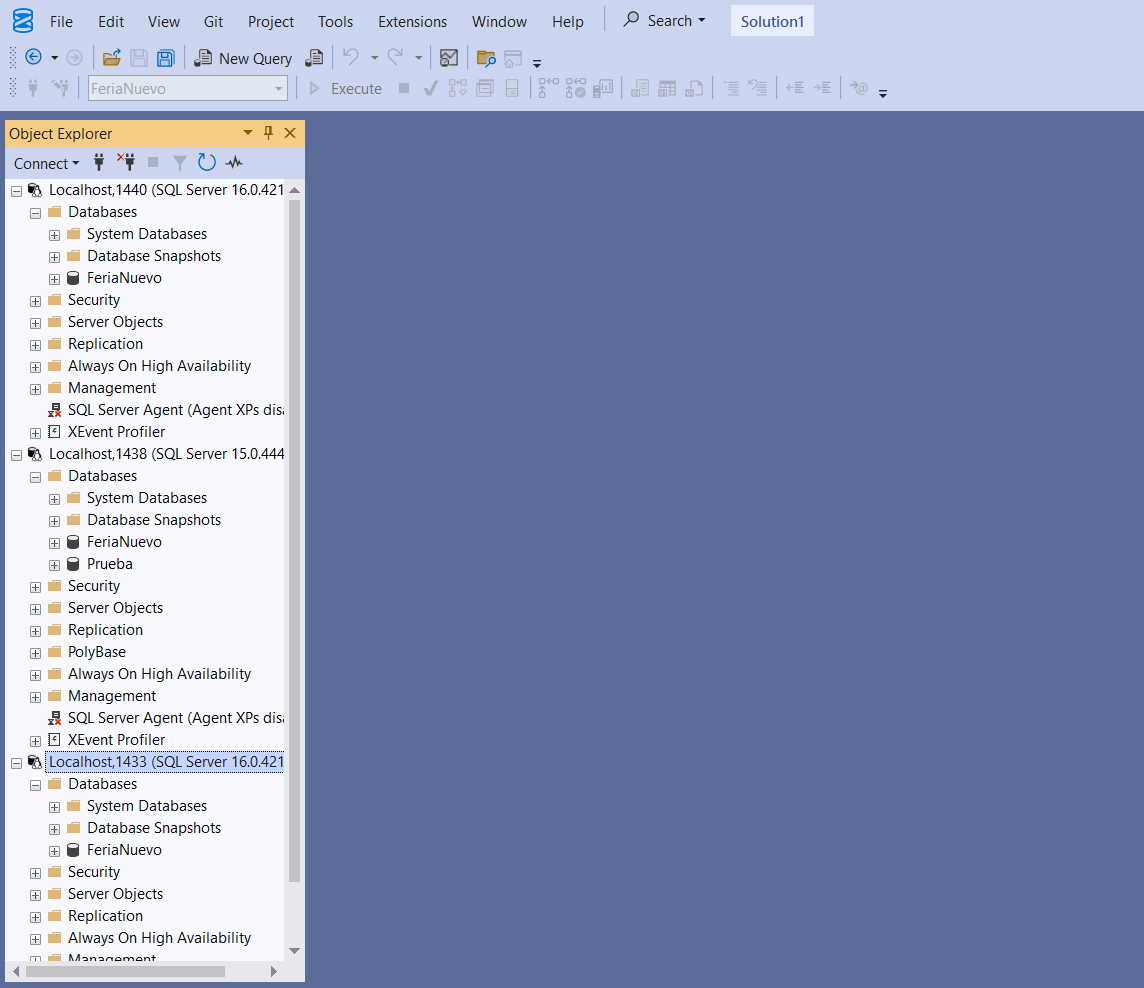 File Edit View Git Project Tools Extensions Window Help Search Solution1
New Query
FeriaNuevo Execute
Object Explorer
Connect
Localhost,1440 (SQL Server 16.0.421
Databases
System Databases
Database Snapshots
FeriaNuevo
Security
Server Objects
Replication
Always On High Availability
Management
SQL Server Agent (Agent XPs disa
XEvent Profiler
Localhost,1438 (SQL Server 15.0.444
Databases
System Databases
Database Snapshots
FeriaNuevo
Prueba
Security
Server Objects
Replication
PolyBase
Always On High Availability
Management
SQL Server Agent (Agent XPs disa
XEvent Profiler
Localhost,1433 (SQL Server 16.0.421
Databases
System Databases
Database Snapshots
FeriaNuevo
Security
Server Objects
Replication
Always On High Availability
Management